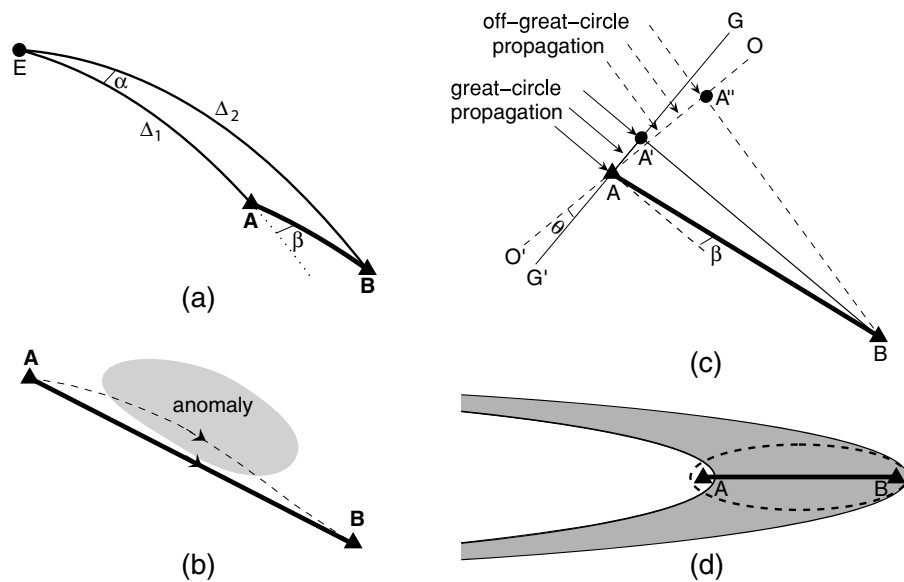 E
α
Δ1
Δ2
A
β
B
(a)
A
anomaly
B
(b)
off-great-circle
propagation
great-circle
propagation
G
O
A"
A'
A
θ
O'
G'
β
B
(c)
A
B
(d)